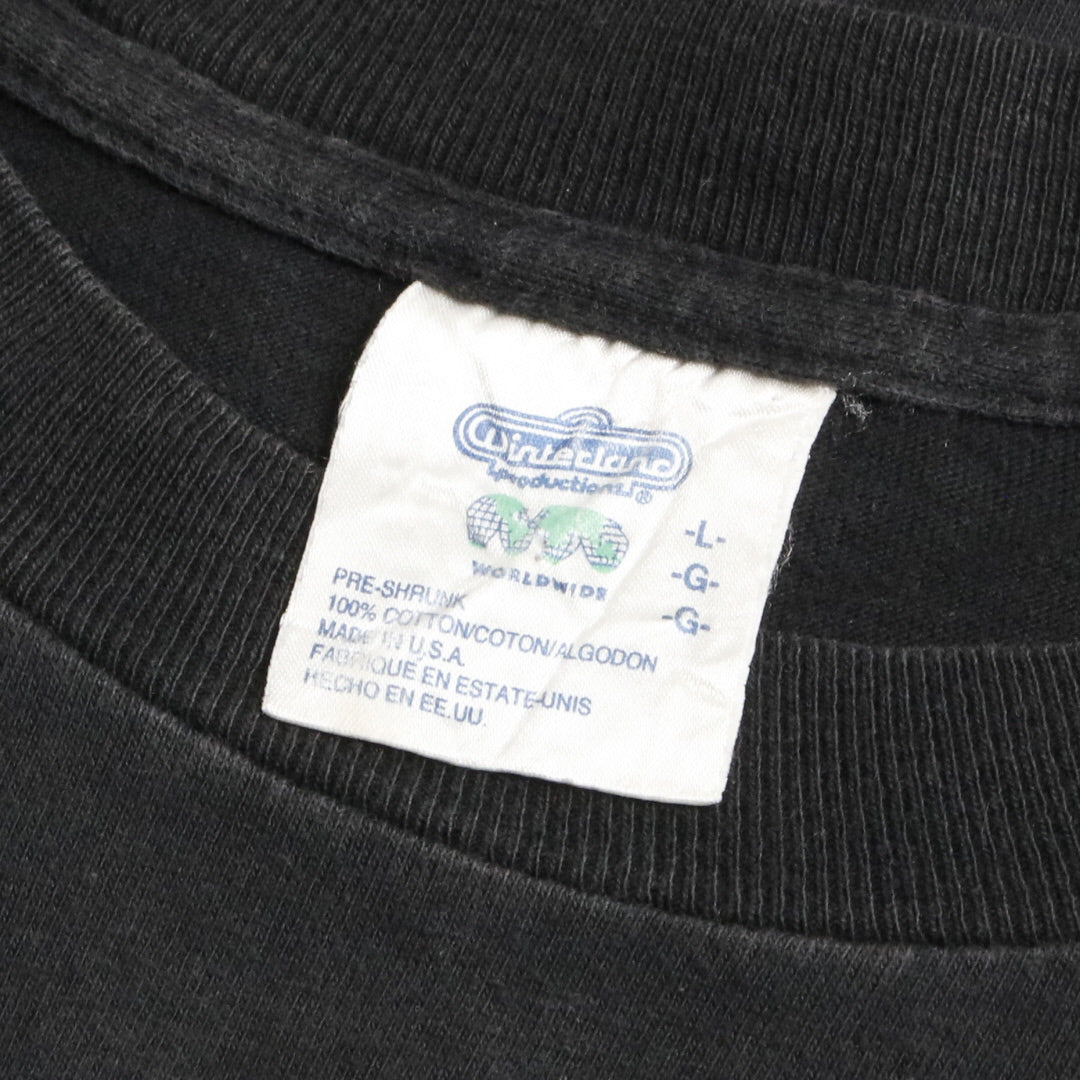 Winterland
productions®
WORLDWIDE
-L-
-G-
-G-
PRE-SHRUNK
100% COTTON/COTON/ALGODON
MADE IN U.S.A.
FABRIQUE EN ESTATE-UNIS
HECHO EN EE.UU.